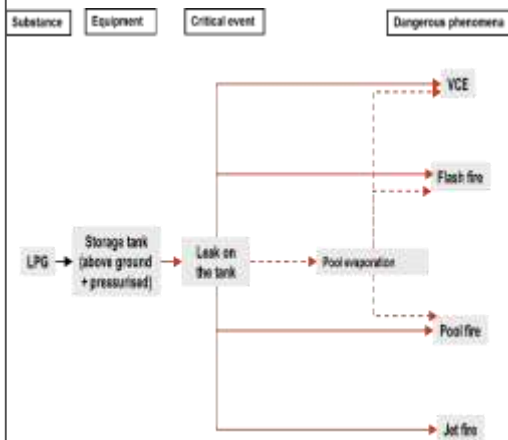 Substance
Equipment
Critical event
Dangerous phenomena
VCE
Flash fire
LPG
Storage tank
(above ground
+ pressurised)
Leak on
the tank
Pool evaporation
Pool fire
Jet fire